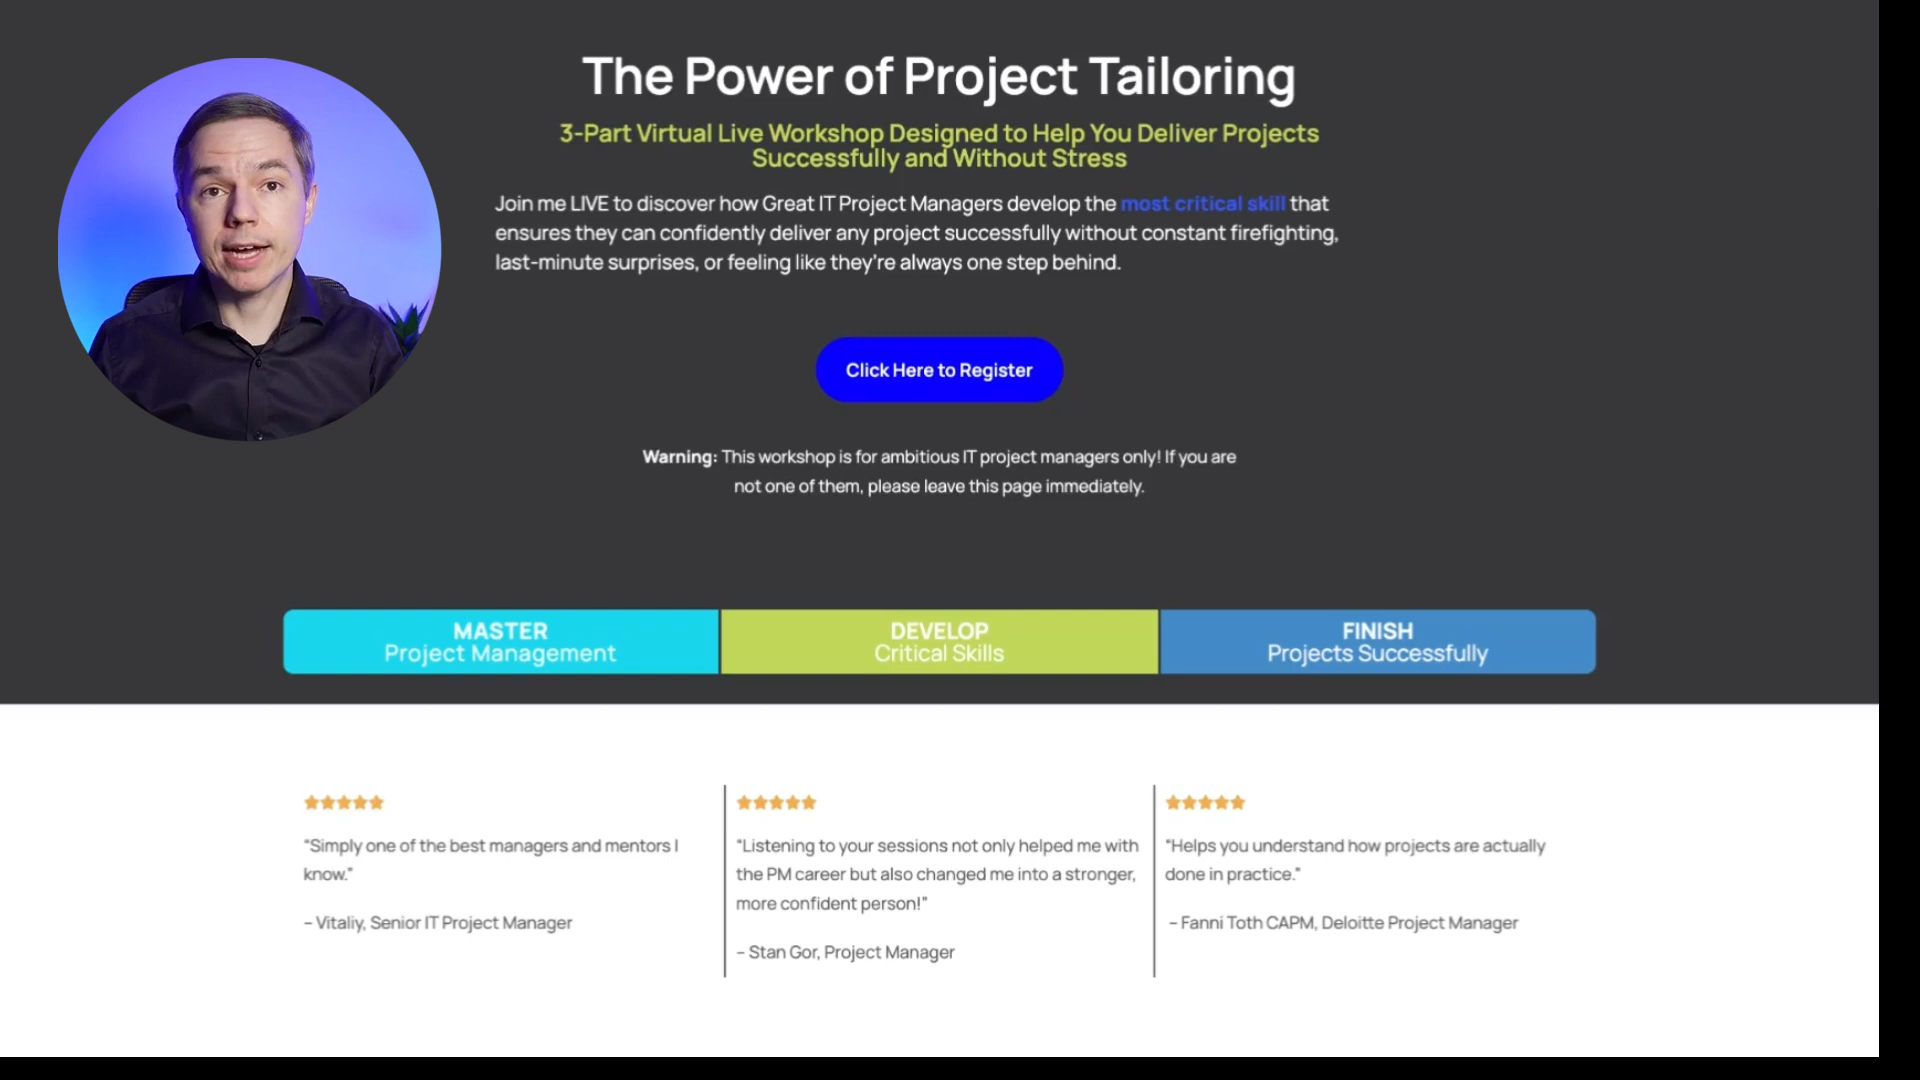 The Power of Project Tailoring
3-Part Virtual Live Workshop Designed to Help You Deliver Projects
Successfully and Without Stress
Join me LIVE to discover how Great IT Project Managers develop the most critical skill that
ensures they can confidently deliver any project successfully without constant firefighting,
last-minute surprises, or feeling like they're always one step behind.
Click Here to Register
Warning: This workshop is for ambitious IT project managers only! If you are
not one of them, please leave this page immediately.
MASTER
Project Management
DEVELOP
Critical Skills
FINISH
Projects Successfully
“Simply one of the best managers and mentors I
know.”
– Vitaliy, Senior IT Project Manager
“Listening to your sessions not only helped me with
the PM career but also changed me into a stronger,
more confident person!”
– Stan Gor, Project Manager
“Helps you understand how projects are actually
done in practice.”
– Fanni Toth CAPM, Deloitte Project Manager